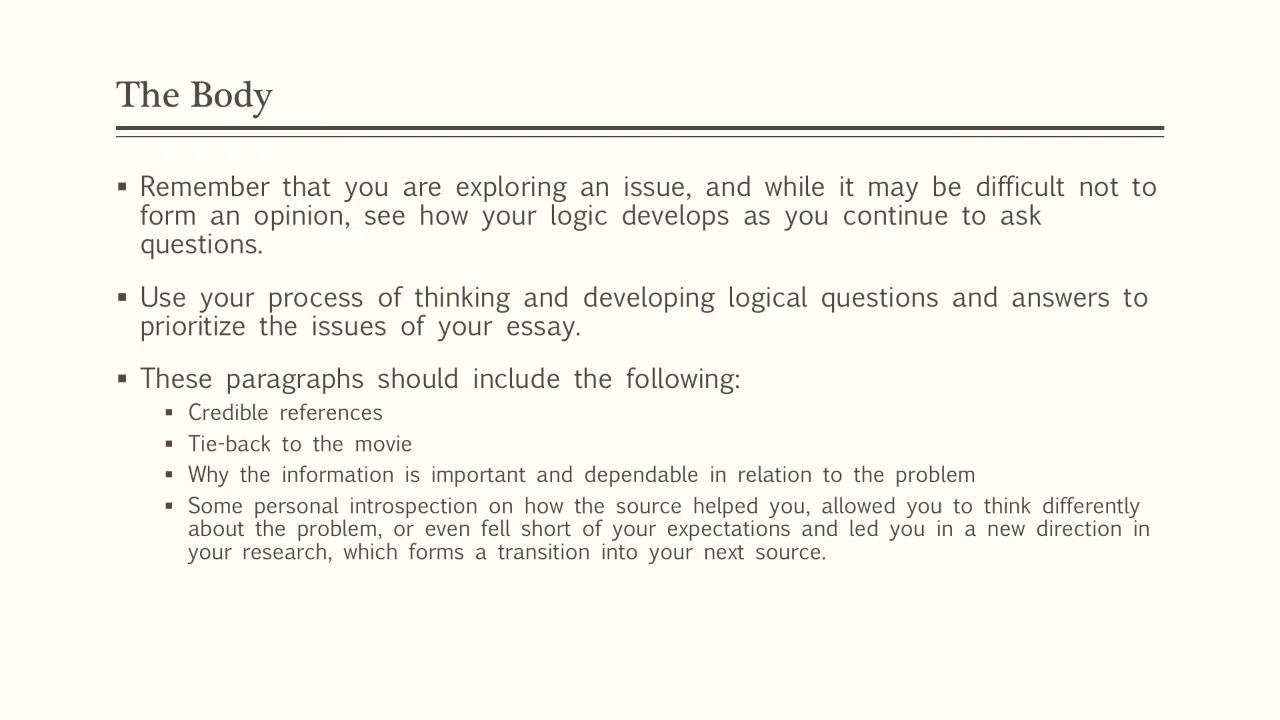 The Body
▪ Remember that you are exploring an issue, and while it may be difficult not to
form an opinion, see how your logic develops as you continue to ask
questions.
▪ Use your process of thinking and developing logical questions and answers to
prioritize the issues of your essay.
▪ These paragraphs should include the following:
▪ Credible references
▪ Tie-back to the movie
▪ Why the information is important and dependable in relation to the problem
▪ Some personal introspection on how the source helped you, allowed you to think differently
about the problem, or even fell short of your expectations and led you in a new direction in
your research, which forms a transition into your next source.